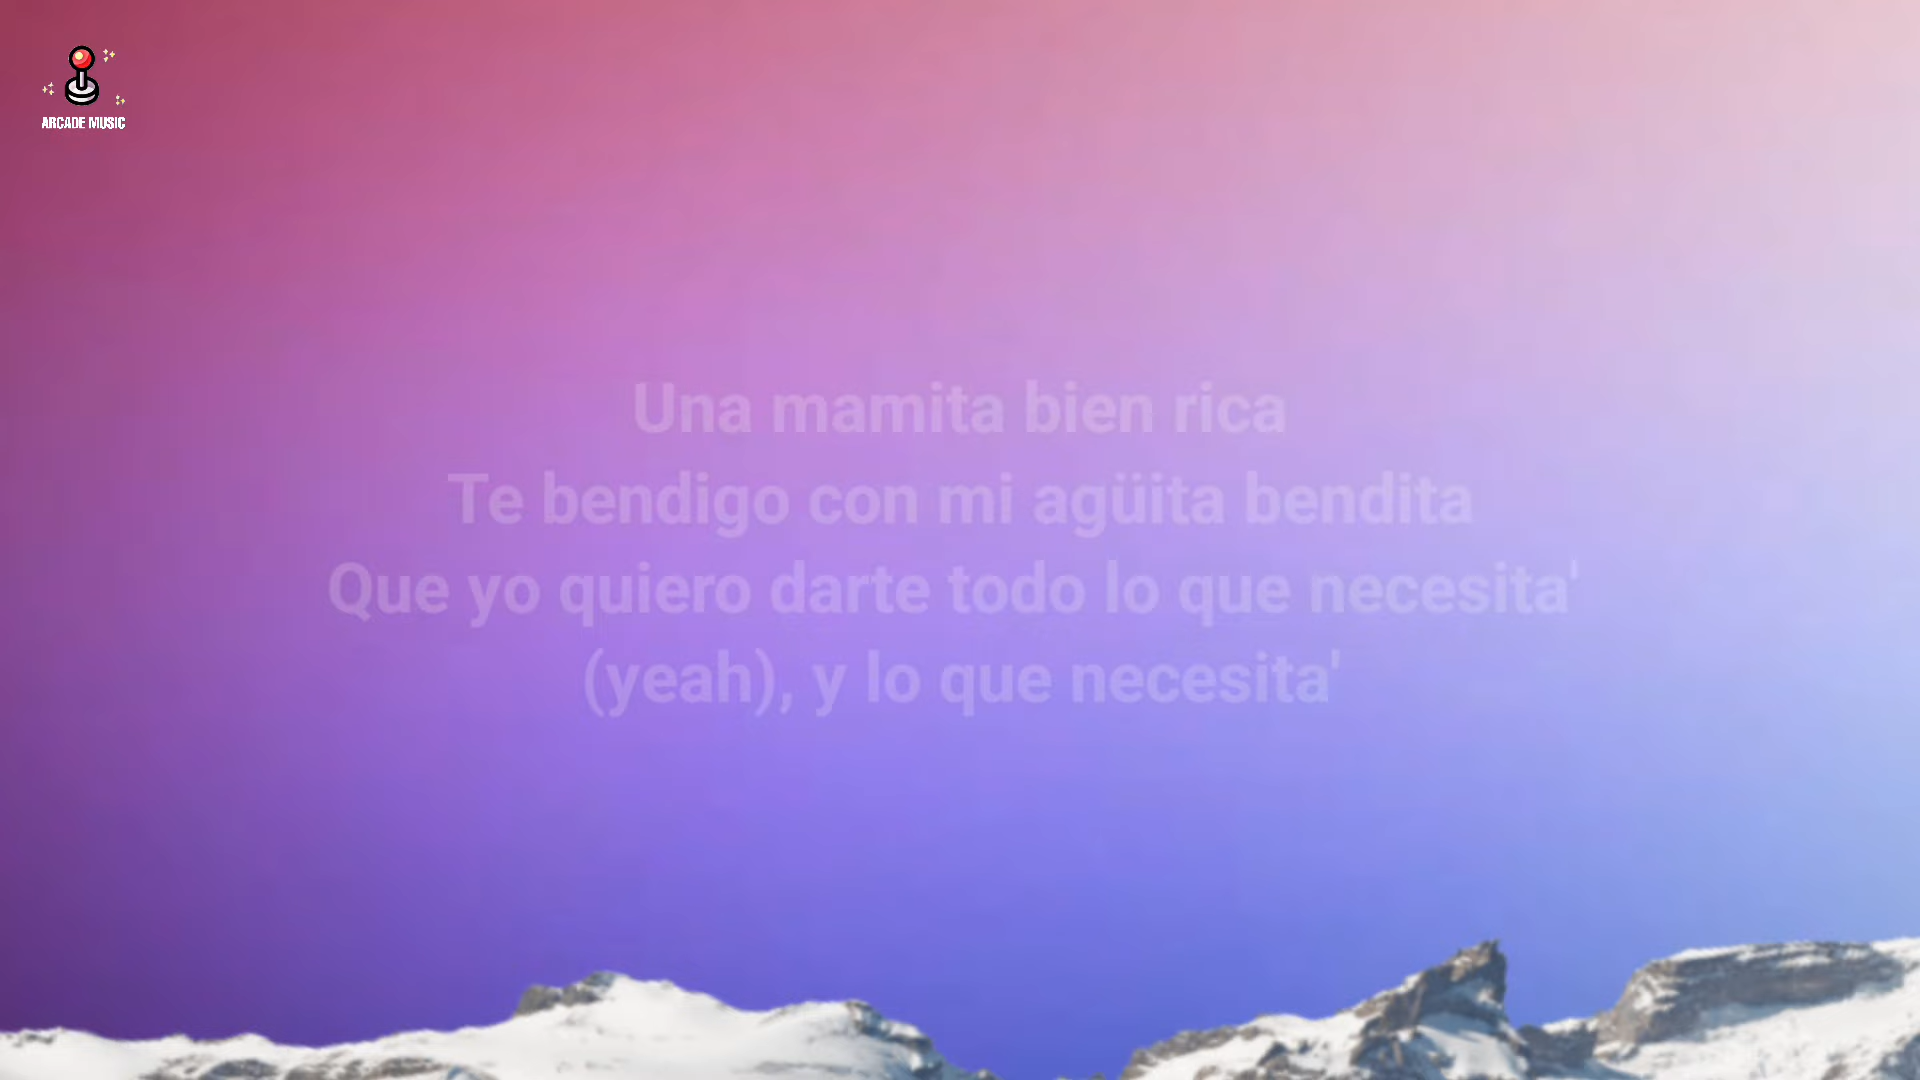 ARCADE MUSIC
Una mamita bien rica
Te bendigo con mi agüita bendita
Que yo quiero darte todo lo que necesita'
(yeah), y lo que necesita'